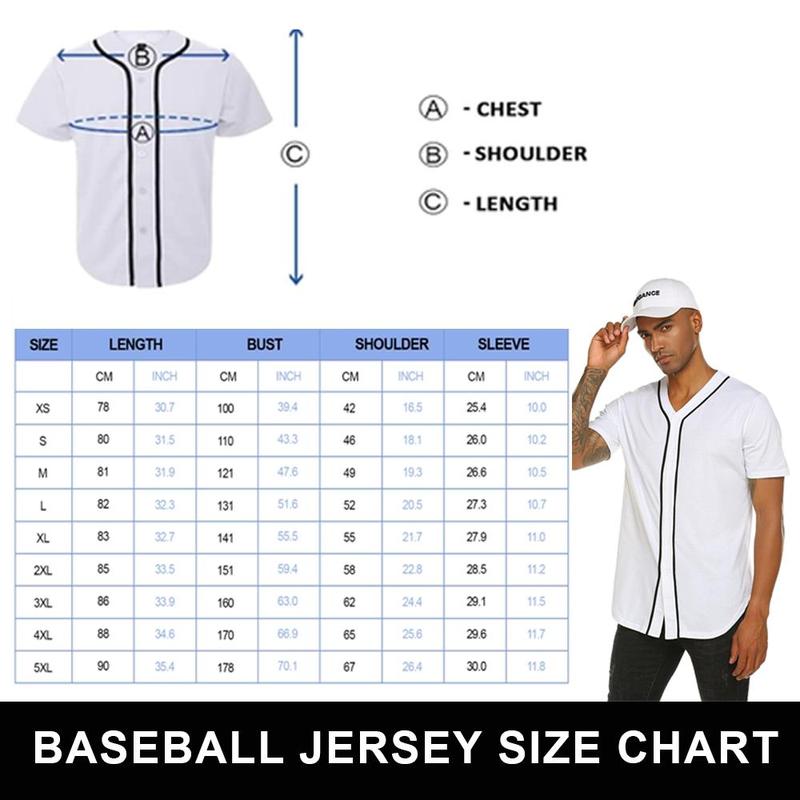 B
A
C
A - CHEST
B - SHOULDER
C - LENGTH
SIZE LENGTH BUST SHOULDER SLEEVE
CM INCH CM INCH CM INCH CM INCH
XS 78 30.7 100 39.4 42 16.5 25.4 10.0
S 80 31.5 110 43.3 46 18.1 26.0 10.2
M 81 31.9 121 47.6 49 19.3 26.6 10.5
L 82 32.3 131 51.6 52 20.5 27.3 10.7
XL 83 32.7 141 55.5 55 21.7 27.9 11.0
2XL 85 33.5 151 59.4 58 22.8 28.5 11.2
3XL 86 33.9 160 63.0 62 24.4 29.1 11.5
4XL 88 34.6 170 66.9 65 25.6 29.6 11.7
5XL 90 35.4 178 70.1 67 26.4 30.0 11.8
BASEBALL JERSEY SIZE CHART